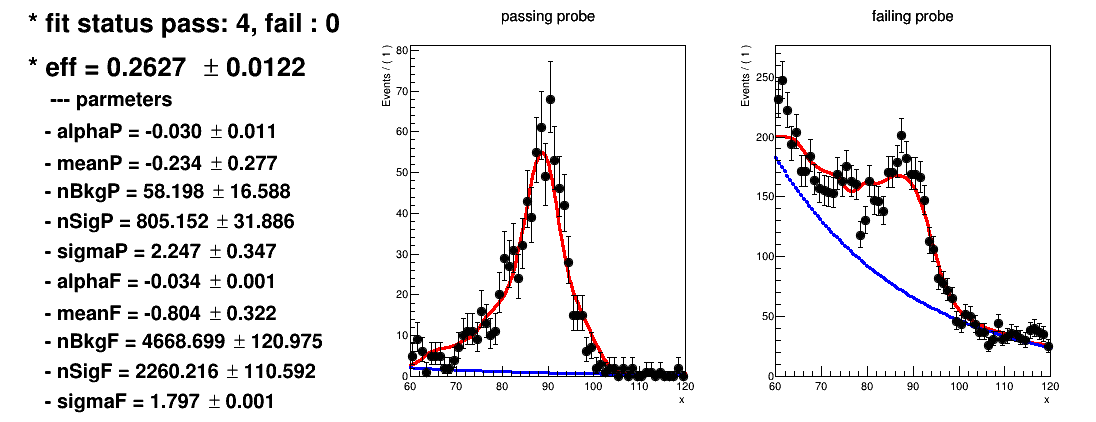 * fit status pass: 4, fail : 0
* eff = 0.2627 ± 0.0122
--- parmeters
- alphaP = -0.030 ± 0.011
- meanP = -0.234 ± 0.277
- nBkgP = 58.198 ± 16.588
- nSigP = 805.152 ± 31.886
- sigmaP = 2.247 ± 0.347
- alphaF = -0.034 ± 0.001
- meanF = -0.804 ± 0.322
- nBkgF = 4668.699 ± 120.975
- nSigF = 2260.216 ± 110.592
- sigmaF = 1.797 ± 0.001
passing probe
Events / ( 1 )
80
70
60
50
40
30
20
10
0
60 70 80 90 100 110 120
x
failing probe
Events / ( 1 )
250
200
150
100
50
0
60 70 80 90 100 110 120
x